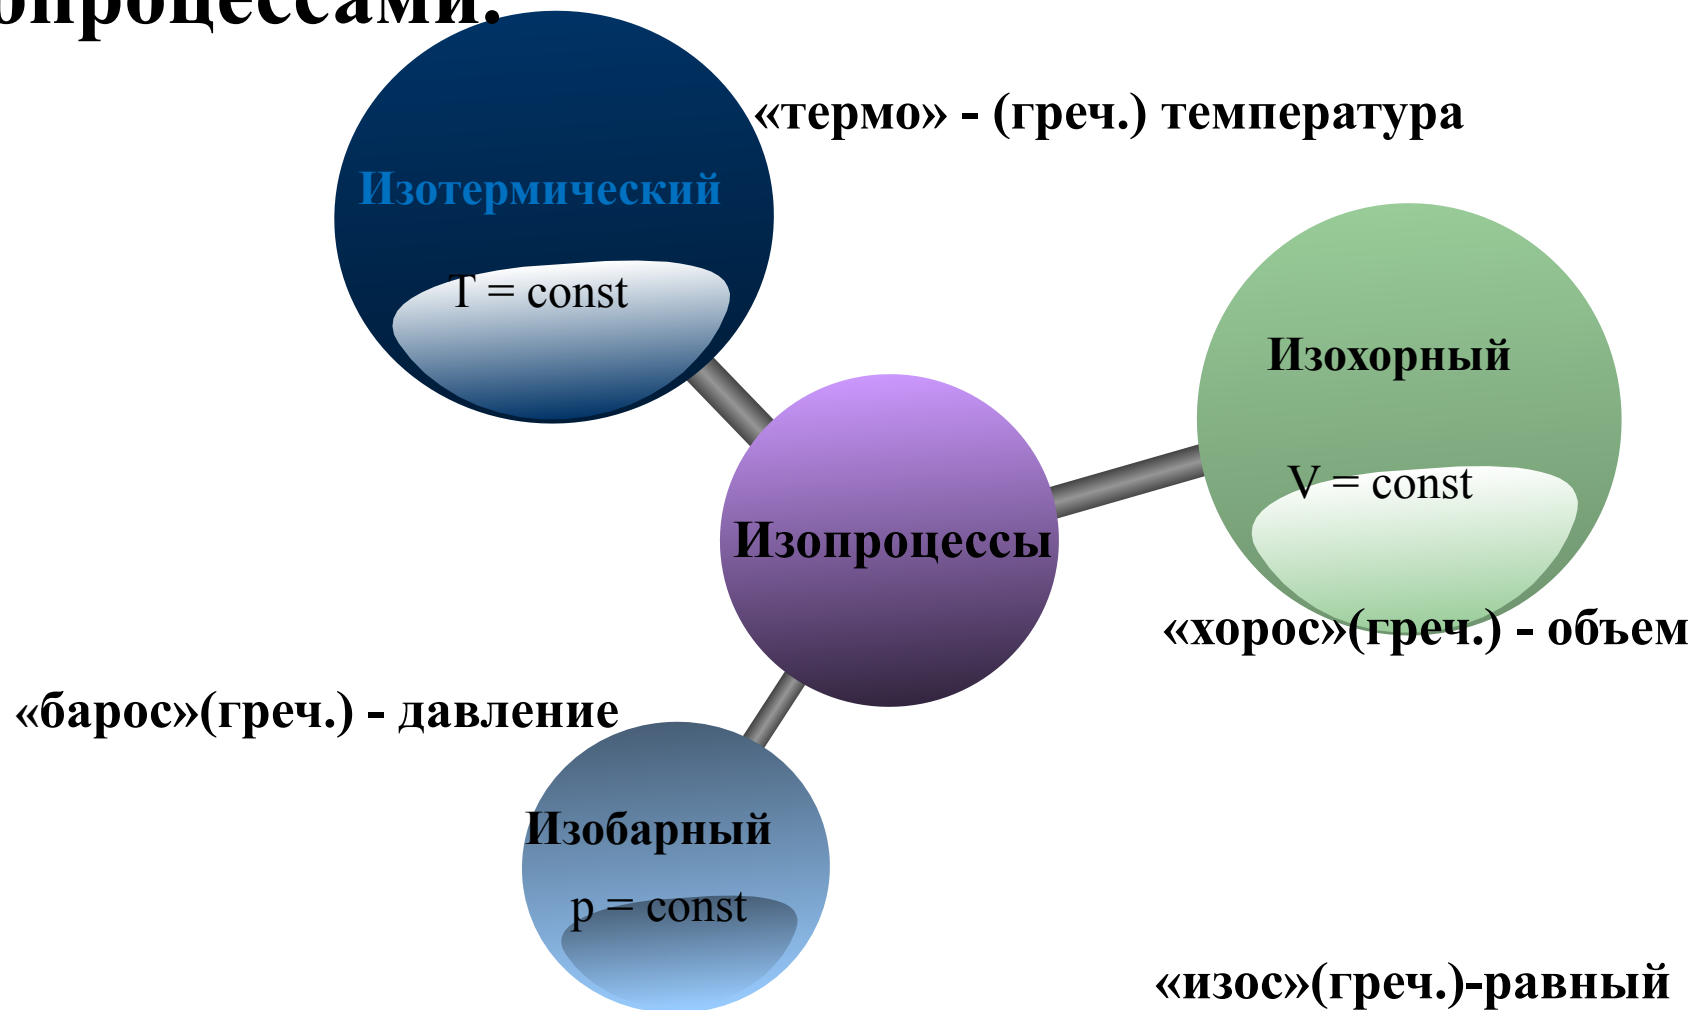 опроцессами.
«термо» - (греч.) температура
Изотермический
T = const
Изохорный
V = const
Изопроцессы
«хорос»(греч.) - объем
«барос»(греч.) - давление
Изобарный
p = const
«изос»(греч.)-равный